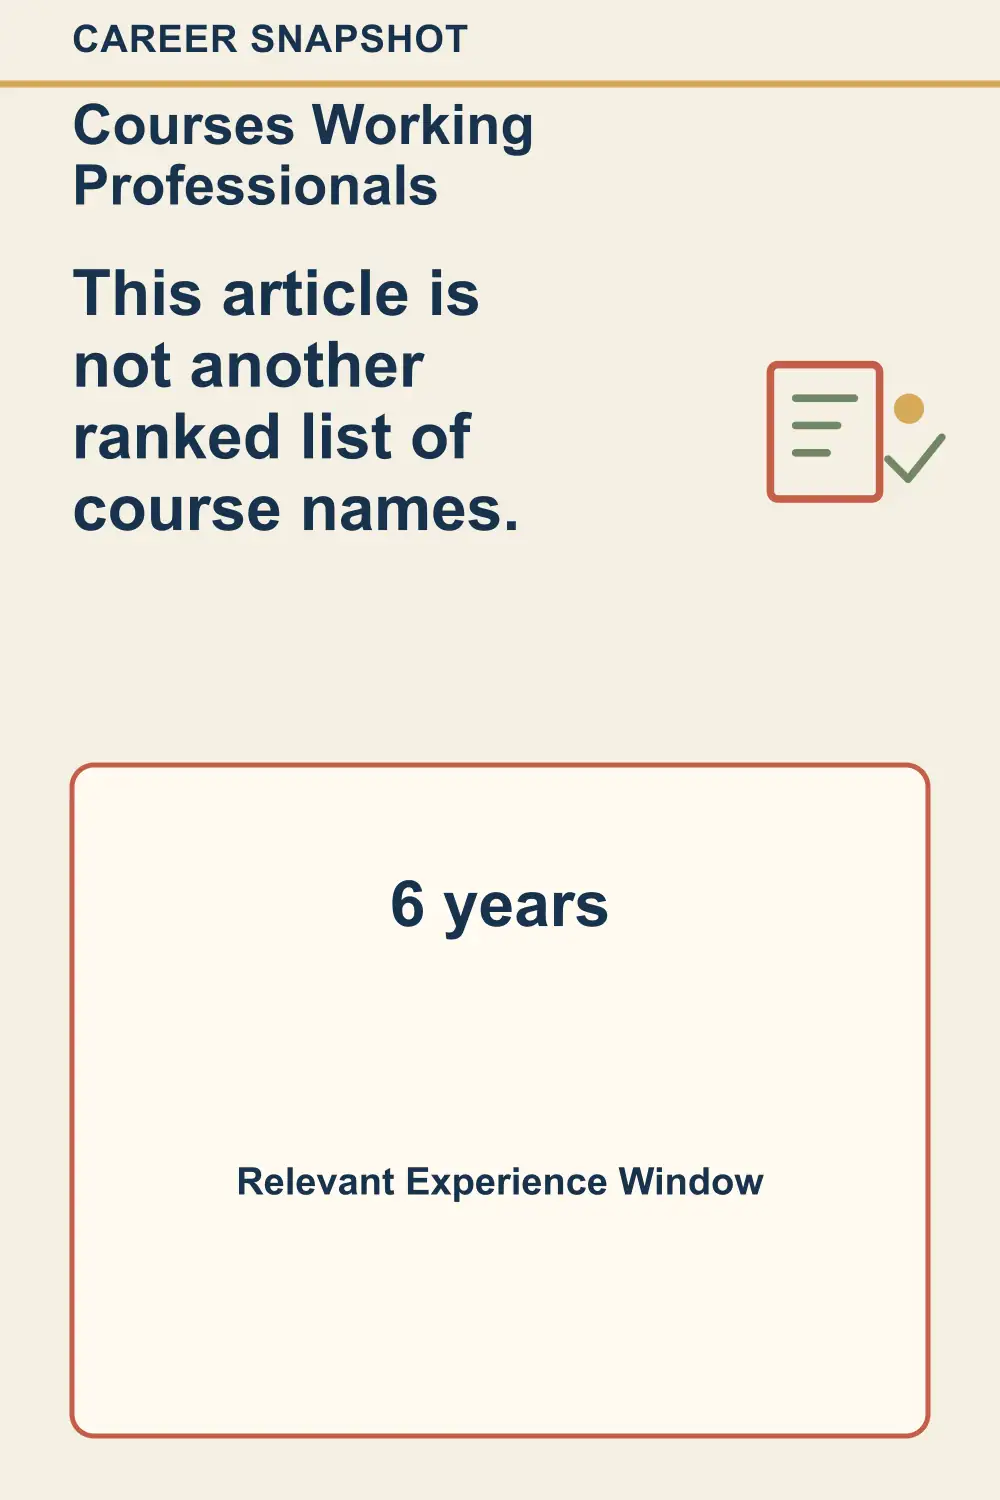 CAREER SNAPSHOT
Courses Working
Professionals
This article is
not another
ranked list of
course names.
6 years
Relevant Experience Window